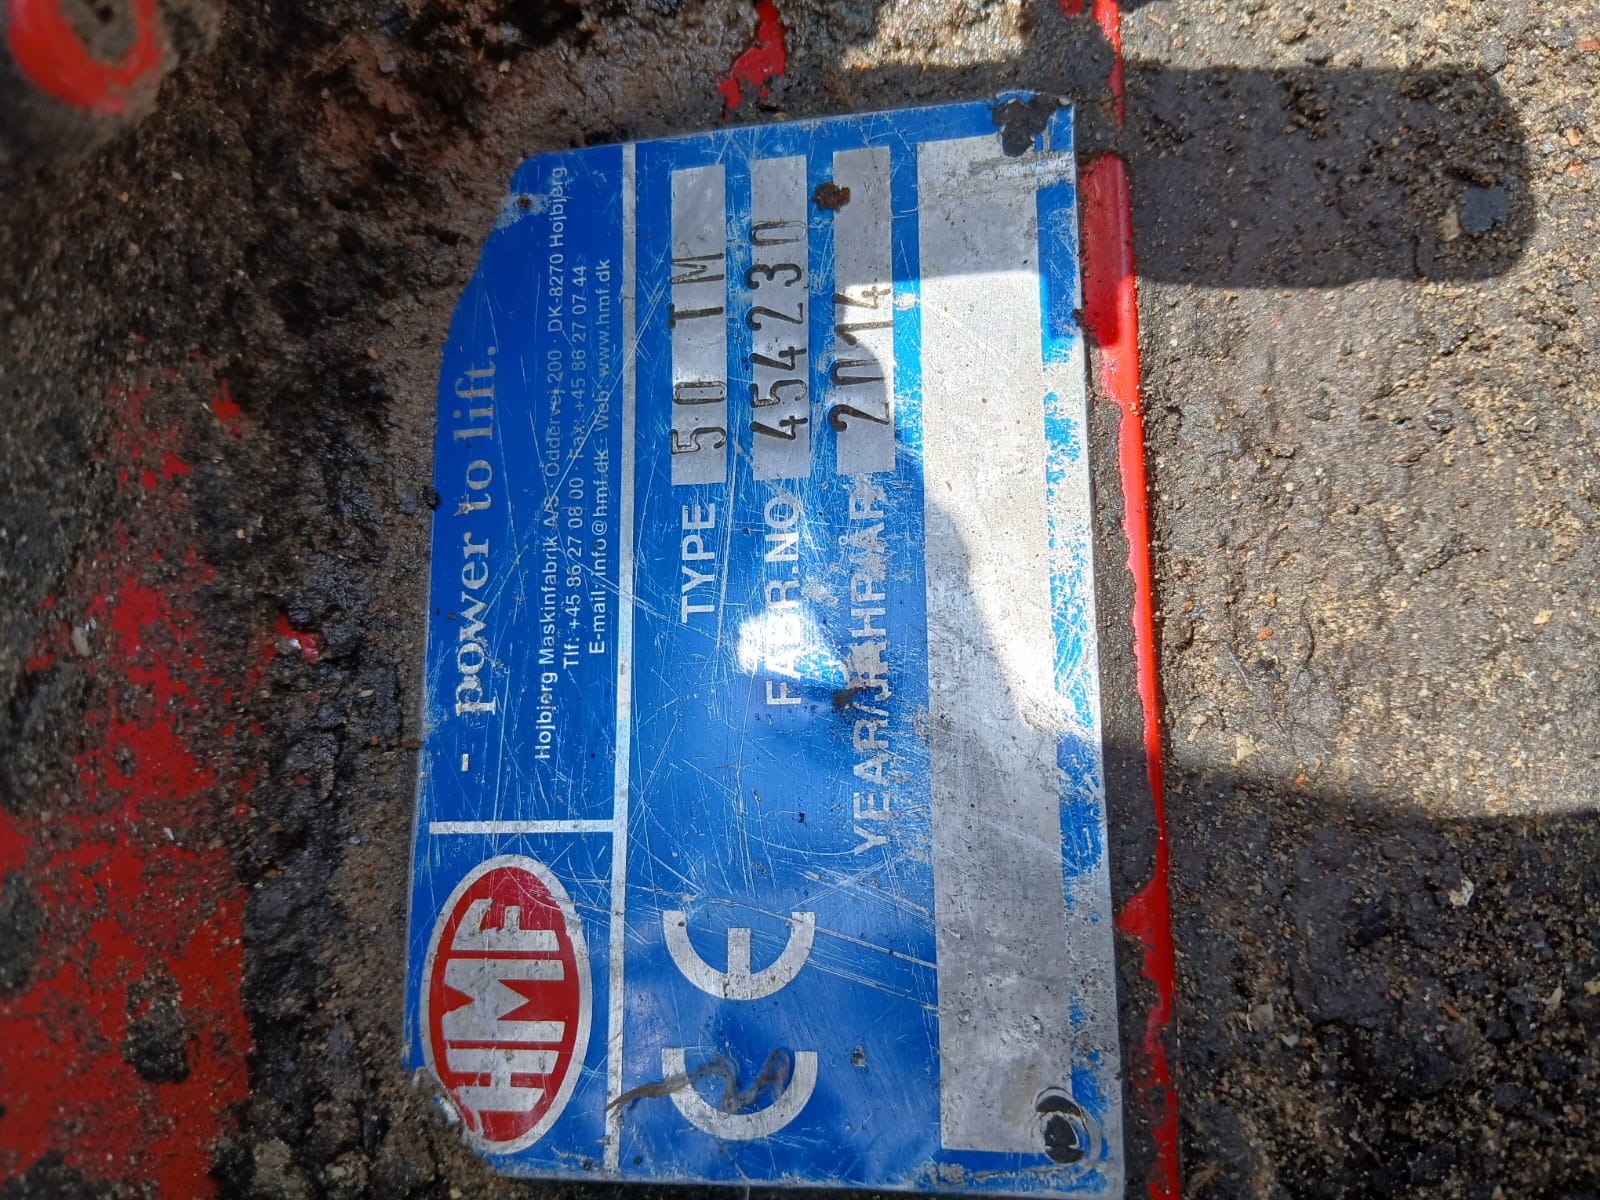 HMF
- power to lift.
Hojbjerg Maskinfabrik A/S · Oddervej 200 · DK-8270 Hojbjerg
Tlf: +45 86 27 08 00 · Fax: +45 86 27 07 44
E-mail: info@hmf.dk · Web: www.hmf.dk
CE
TYPE 50 TM
FABR.NO 454230
YEAR/JAHR/ÅR 2014